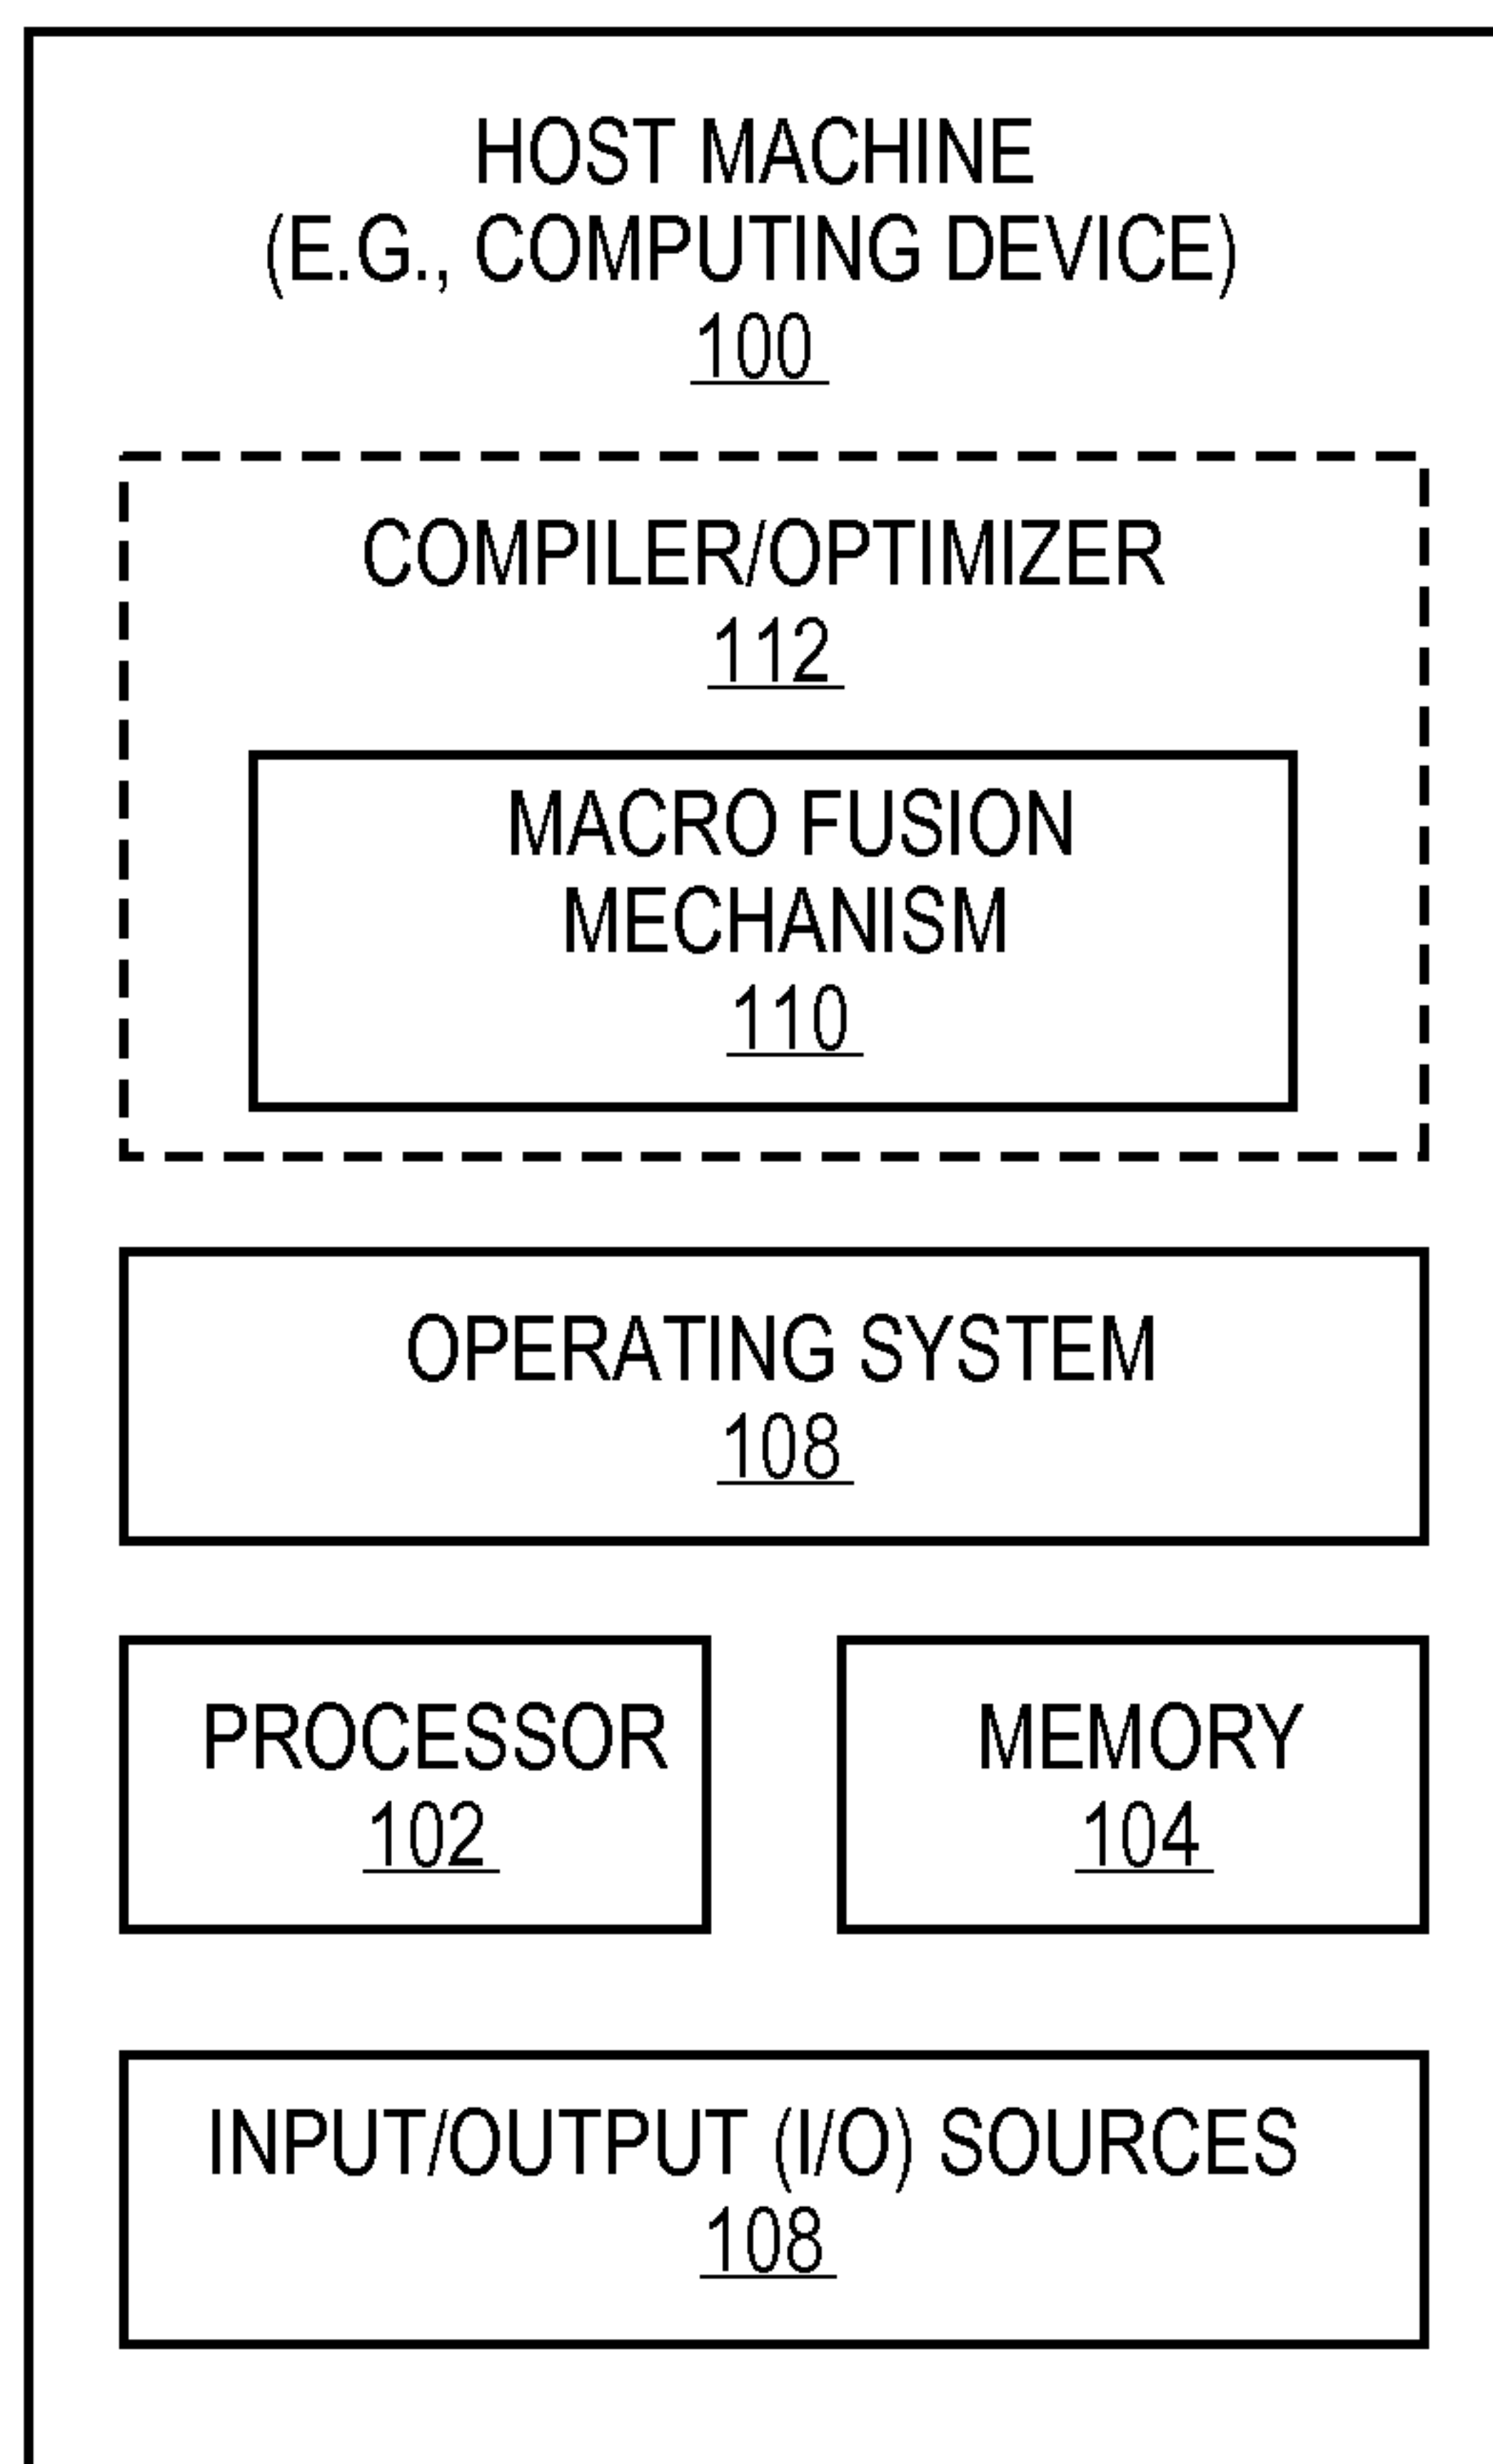 HOST MACHINE
(E.G., COMPUTING DEVICE)
100
COMPILER/OPTIMIZER
112
MACRO FUSION
MECHANISM
110
OPERATING SYSTEM
108
PROCESSOR
102
MEMORY
104
INPUT/OUTPUT (I/O) SOURCES
108